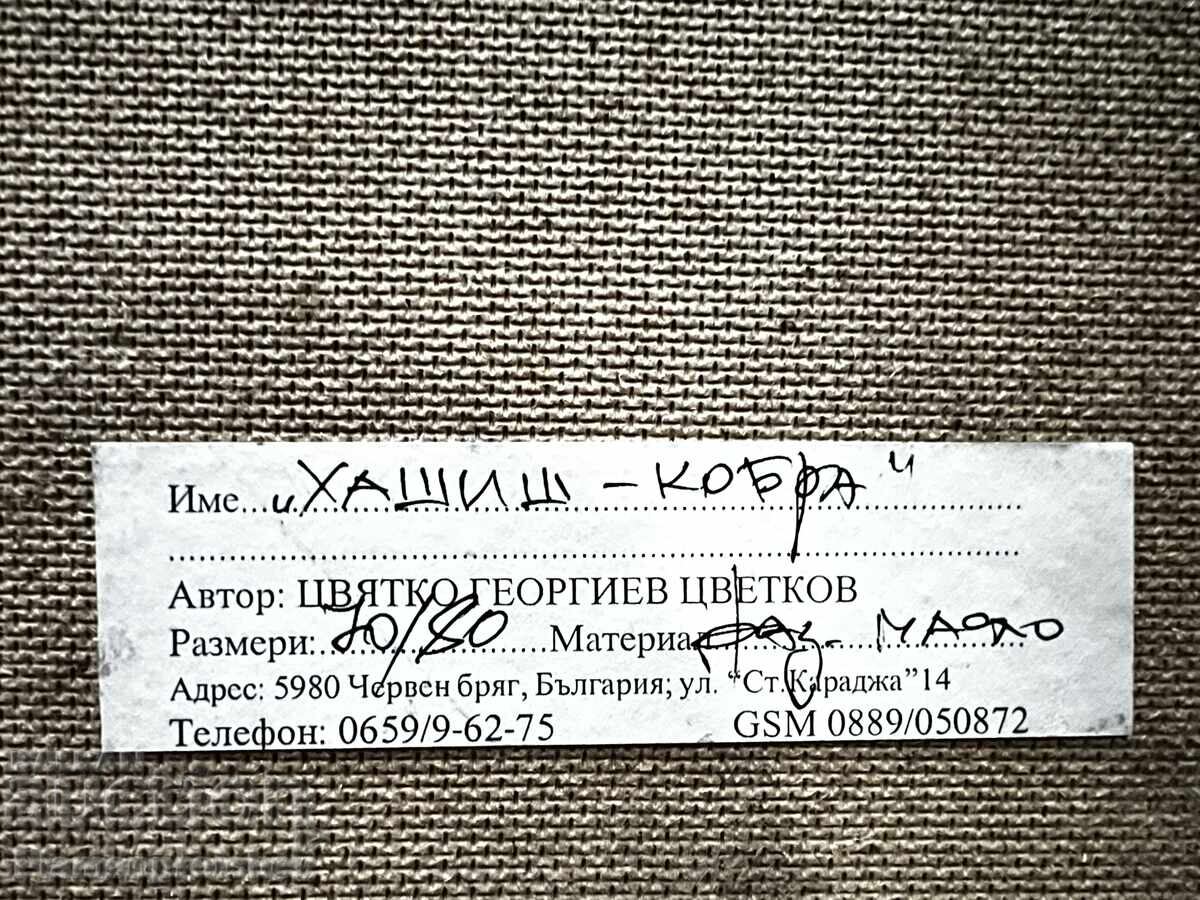 Име...„ХАШИШ - КОБРА“
Автор: ЦВЯТКО ГЕОРГИЕВ ЦВЕТКОВ
Размери: 70/80 Материал фаз. МАСЛО
Адрес: 5980 Червен бряг, България; ул. “Ст.Караджа”14
Телефон: 0659/9-62-75 GSM 0889/050872